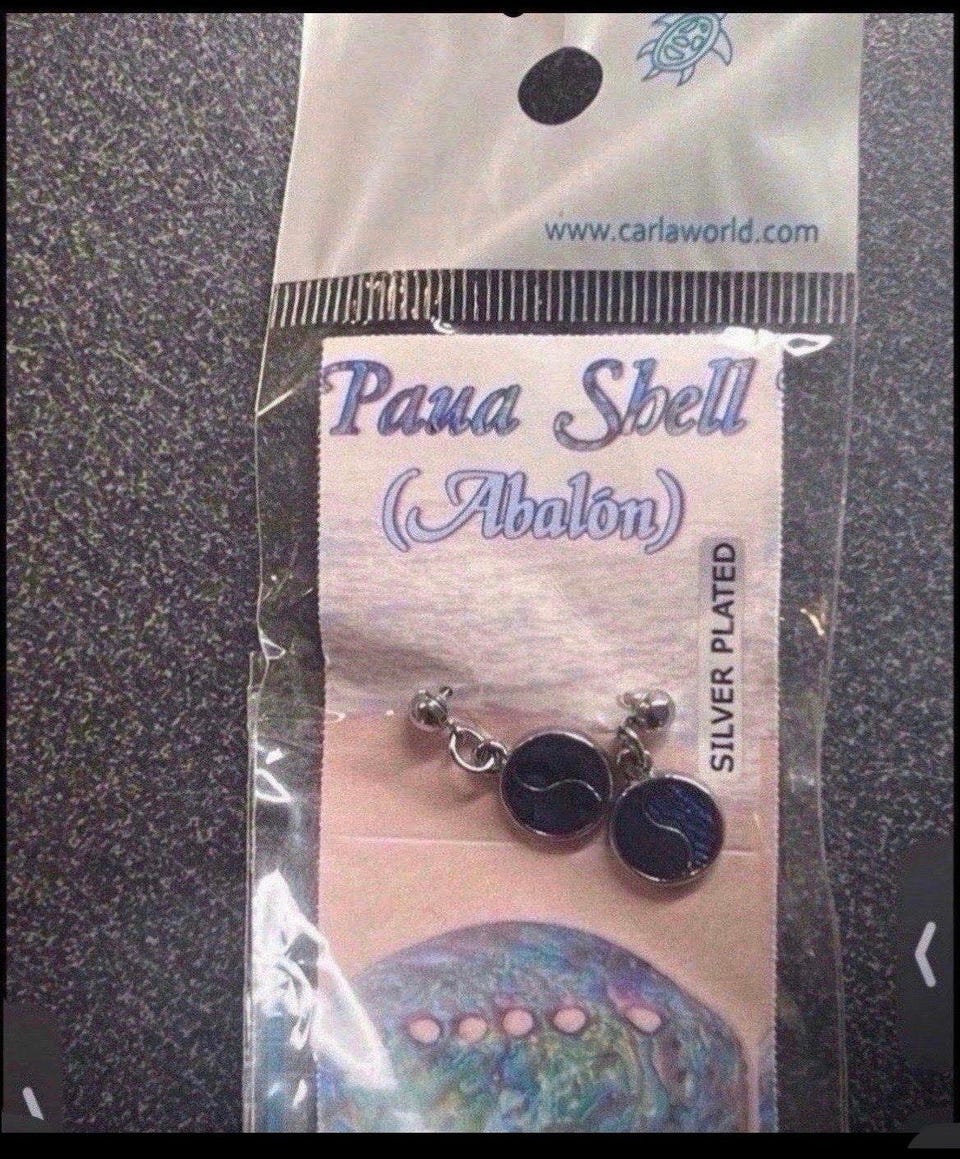 www.carlaworld.com
Paua Shell
(Abalón)
SILVER PLATED